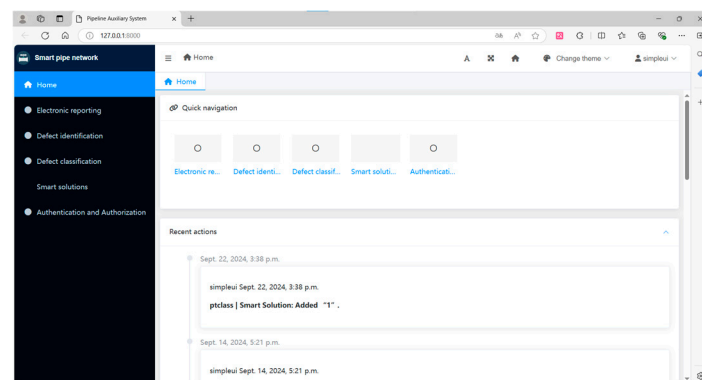 Pipeline Auxiliary System
127.0.0.1:8000
Smart pipe network
Home
Change theme
simpleui
Home
Home
Electronic reporting
Defect identification
Defect classification
Smart solutions
Authentication and Authorization
Quick navigation
Electronic re... Defect identi... Defect classif... Smart soluti... Authenticati...
Recent actions
Sept. 22, 2024, 3:38 p.m.
simpleui Sept. 22, 2024, 3:38 p.m.
ptclass | Smart Solution: Added “1” .
Sept. 14, 2024, 5:21 p.m.
simpleui Sept. 14, 2024, 5:21 p.m.